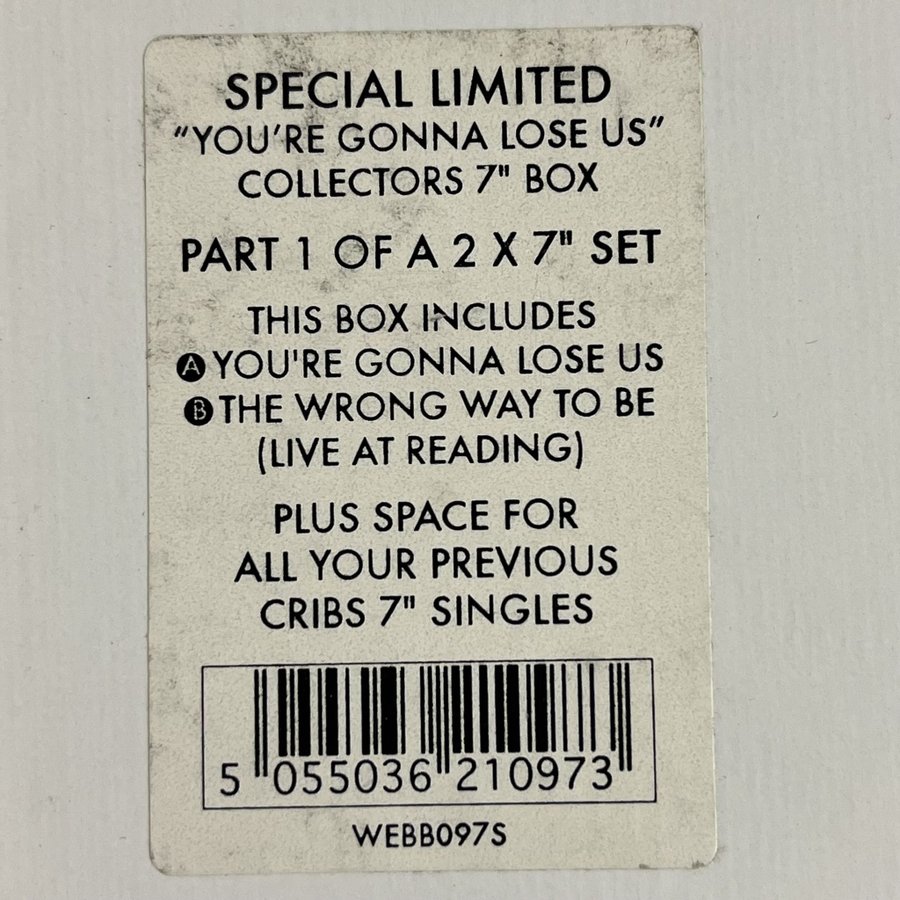 SPECIAL LIMITED
"YOU'RE GONNA LOSE US"
COLLECTORS 7" BOX
PART 1 OF A 2 X 7" SET
THIS BOX INCLUDES
A YOU'RE GONNA LOSE US
B THE WRONG WAY TO BE
(LIVE AT READING)
PLUS SPACE FOR
ALL YOUR PREVIOUS
CRIBS 7" SINGLES
5 055036 210973
WEBB097S